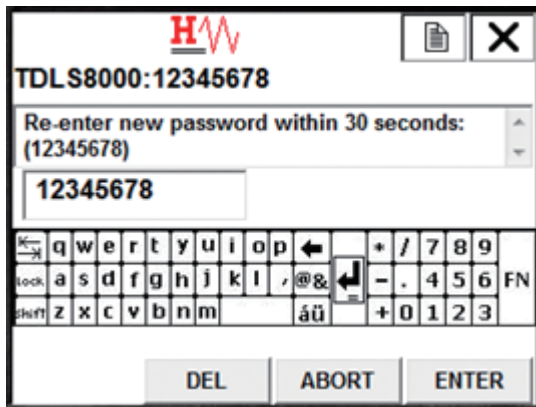 H
TDLS8000:12345678
Re-enter new password within 30 seconds:
(12345678)
12345678
q w e r t y u i o p * / 7 8 9
lock a s d f g h j k l , @& - . 4 5 6 FN
shift z x c v b n m áü + 0 1 2 3
DEL ABORT ENTER